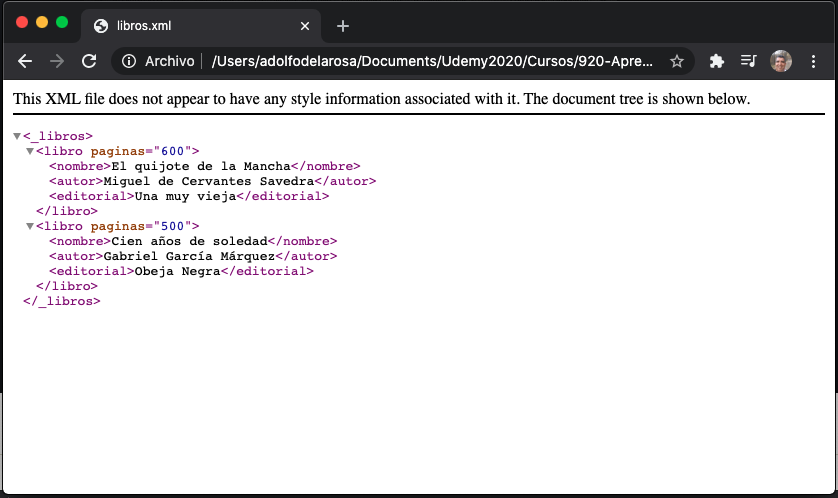 libros.xml
Archivo | /Users/adolfodelarosa/Documents/Udemy2020/Cursos/920-Apre...
This XML file does not appear to have any style information associated with it. The document tree is shown below.
▼<_libros>
▼<libro paginas="600">
<nombre>El quijote de la Mancha</nombre>
<autor>Miguel de Cervantes Savedra</autor>
<editorial>Una muy vieja</editorial>
</libro>
▼<libro paginas="500">
<nombre>Cien años de soledad</nombre>
<autor>Gabriel García Márquez</autor>
<editorial>Obeja Negra</editorial>
</libro>
</_libros>